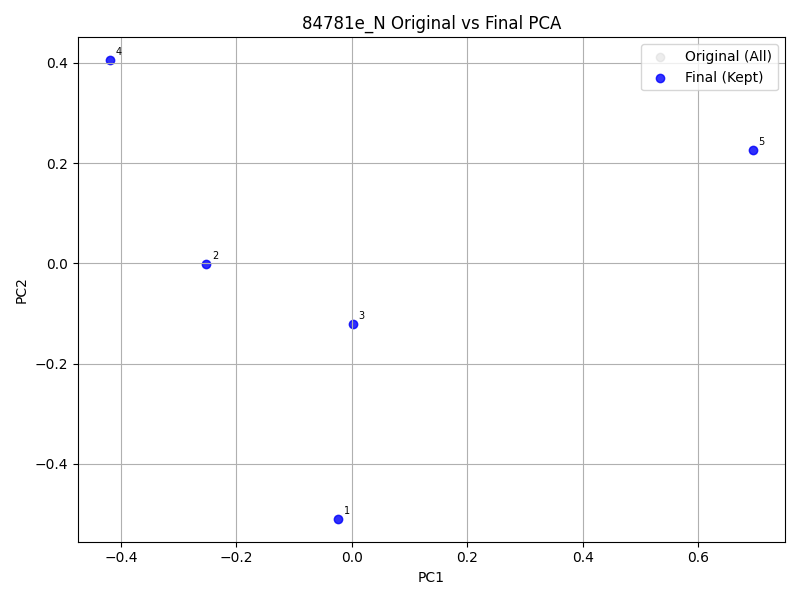 84781e_N Original vs Final PCA
Original (All)
Final (Kept)
4
5
2
3
1
0.4
0.2
0.0
−0.2
−0.4
PC2
−0.4 −0.2 0.0 0.2 0.4 0.6
PC1